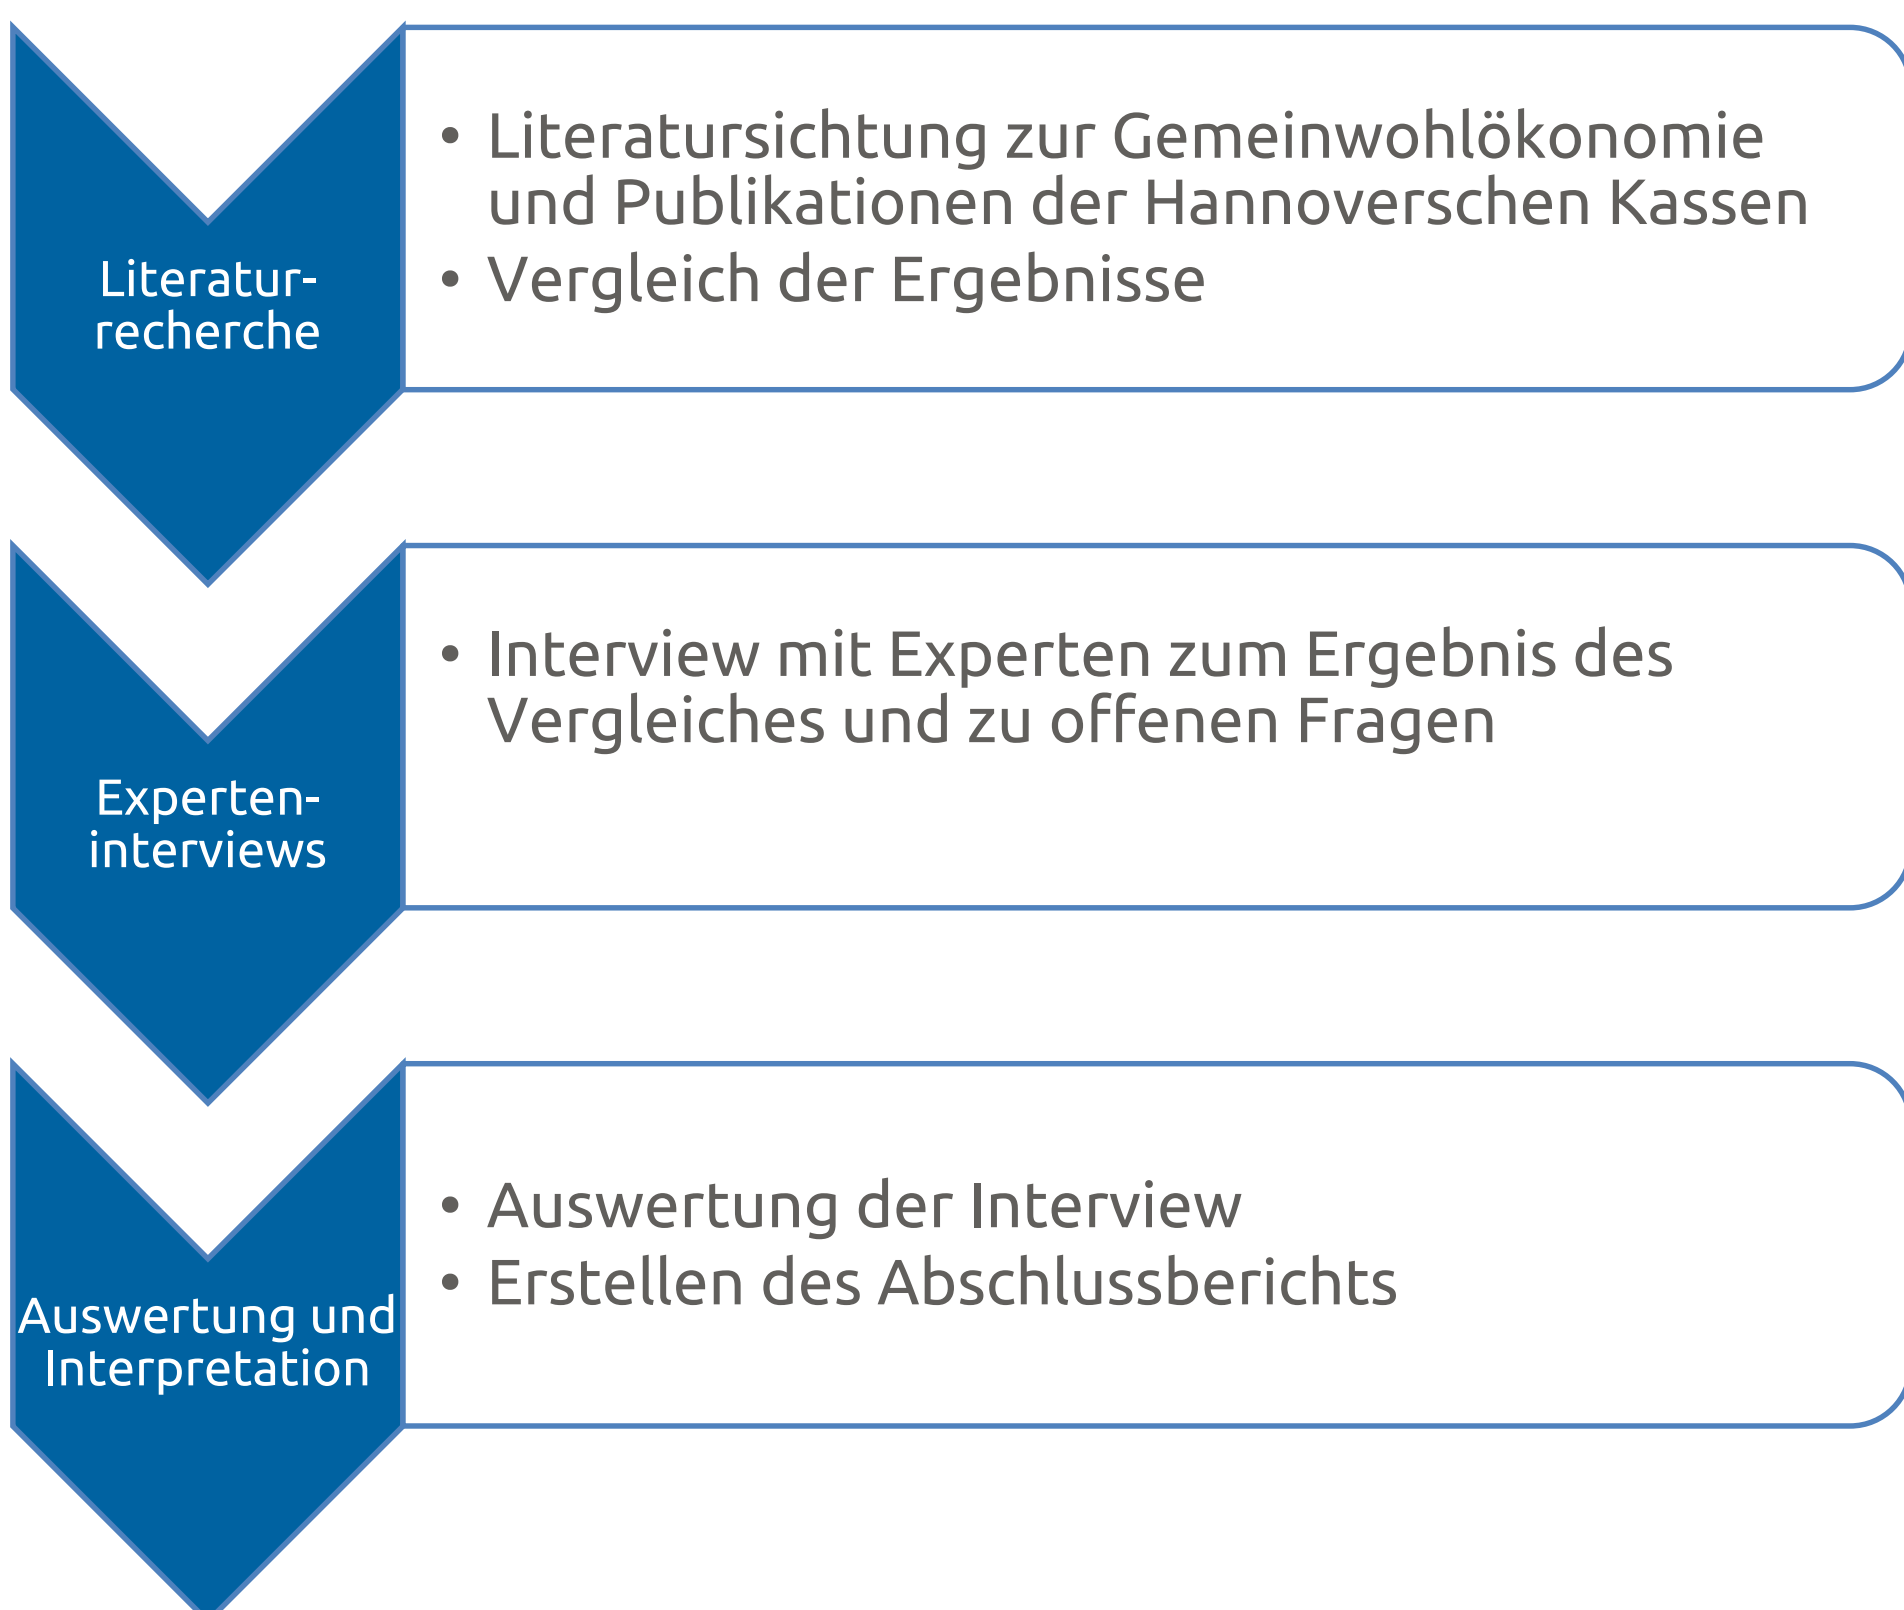 Literatur-
recherche
• Literatursichtung zur Gemeinwohlökonomie
und Publikationen der Hannoverschen Kassen
• Vergleich der Ergebnisse
Experten-
interviews
• Interview mit Experten zum Ergebnis des
Vergleiches und zu offenen Fragen
Auswertung und
Interpretation
• Auswertung der Interview
• Erstellen des Abschlussberichts